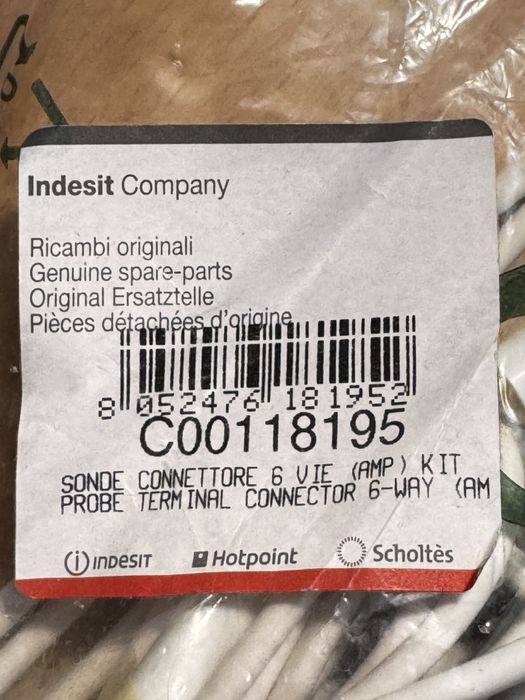 Indesit Company
Ricambi originali
Genuine spare-parts
Original Ersatztelle
Pièces détachées d'origine
8 052476 181952
C00118195
SONDE CONNETTORE 6 VIE (AMP) KIT
PROBE TERMINAL CONNECTOR 6-WAY (AM
INDESIT Hotpoint Scholtès